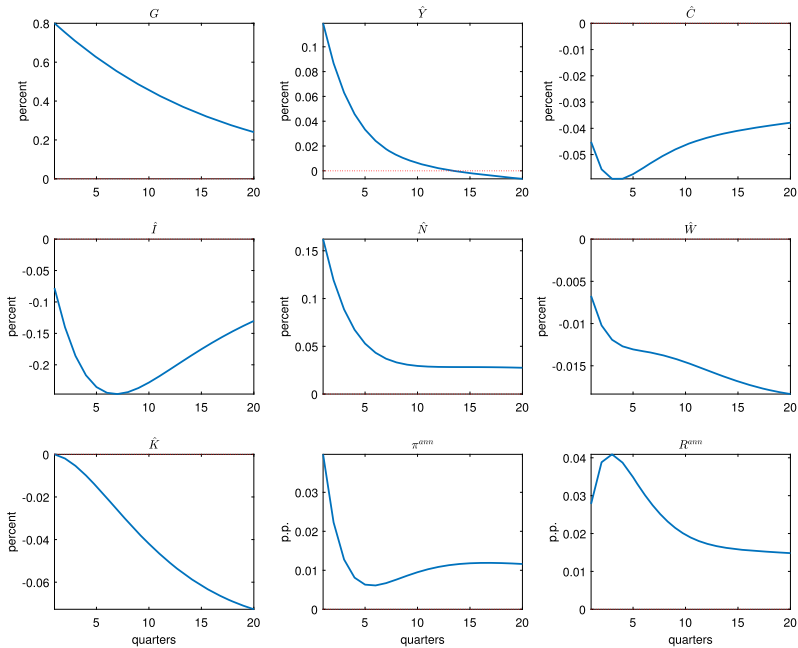 G
percent
0.8
0.6
0.4
0.2
0
5 10 15 20
Ŷ
percent
0.1
0.08
0.06
0.04
0.02
0
5 10 15 20
Ĉ
percent
0
-0.01
-0.02
-0.03
-0.04
-0.05
5 10 15 20
Î
percent
0
-0.05
-0.1
-0.15
-0.2
5 10 15 20
N̂
percent
0.15
0.1
0.05
0
5 10 15 20
Ŵ
percent
0
-0.005
-0.01
-0.015
5 10 15 20
K̂
percent
0
-0.02
-0.04
-0.06
5 10 15 20
quarters
π^ann
p.p.
0.03
0.02
0.01
0
5 10 15 20
quarters
R^ann
p.p.
0.04
0.03
0.02
0.01
0
5 10 15 20
quarters